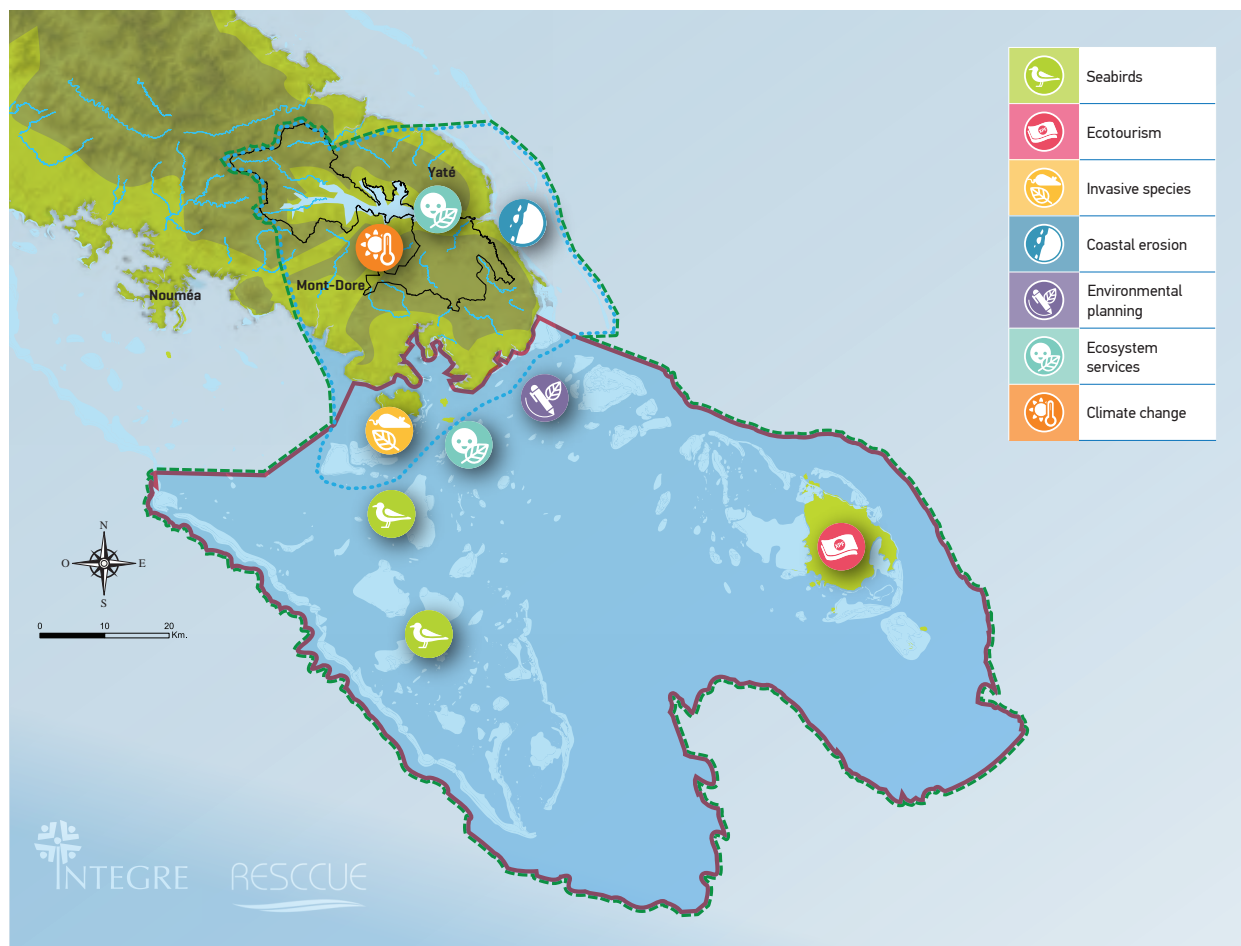 Seabirds
Ecotourism
Invasive species
Coastal erosion
Environmental
planning
Ecosystem
services
Climate change
Yaté
Mont-Dore
Nouméa
N
O
E
S
0
10
20
Km.
INTEGRE
RESCCUE